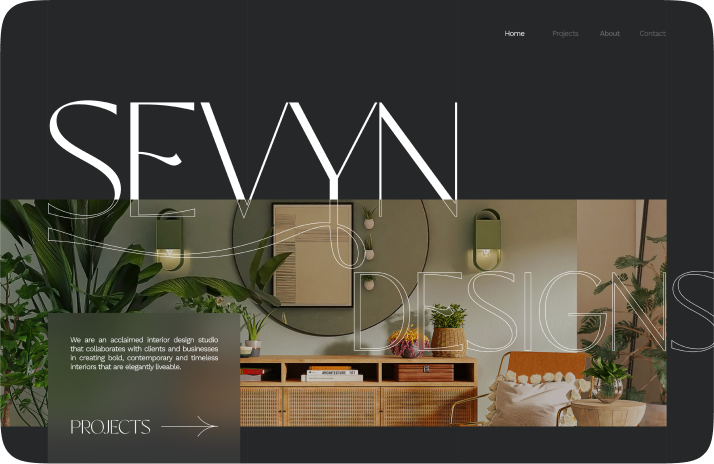 Home Projects About Contact
SEVYN
DESIGNS
We are an acclaimed interior design studio
that collaborates with clients and businesses
in creating bold, contemporary and timeless
interiors that are elegantly liveable.
PROJECTS